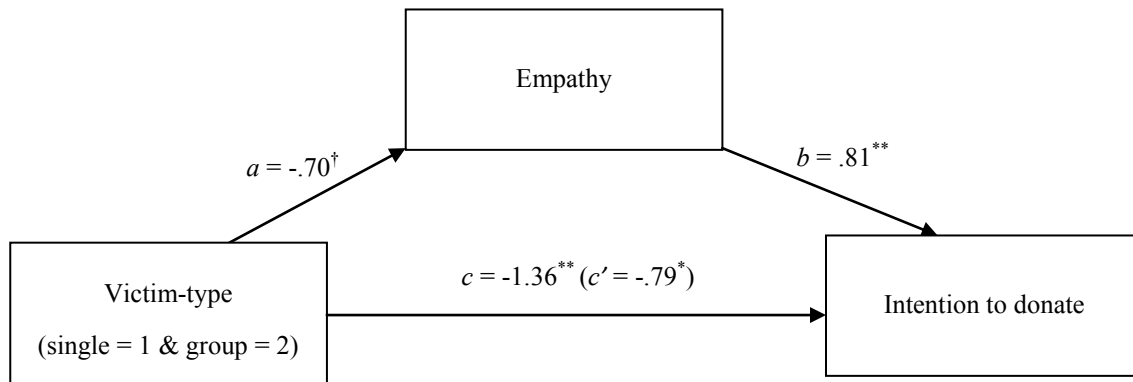 Empathy
a = -.70†
b = .81**
c = -1.36** (c′ = -.79*)
Victim-type
(single = 1 & group = 2)
Intention to donate